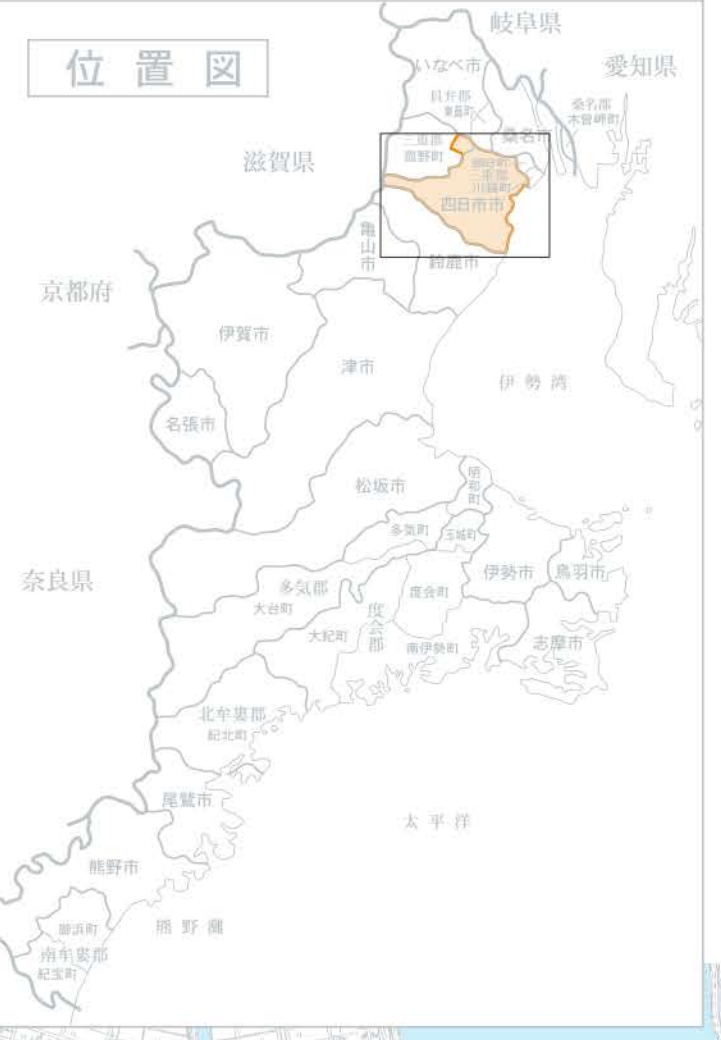 位置図
岐阜県
愛知県
いなべ市
員弁郡
東員町
桑名郡
木曽岬町
桑名市
三重郡
菰野町
滋賀県
朝日町
三重郡
川越町
四日市市
亀山市
鈴鹿市
京都府
伊賀市
津市
伊勢湾
名張市
松坂市
明和町
多気町
玉城町
奈良県
伊勢市
鳥羽市
多気郡
大台町
度会町
度会郡
大紀町
南伊勢町
志摩市
北牟婁郡
紀北町
尾鷲市
太平洋
熊野市
御浜町
熊野灘
南牟婁郡
紀宝町